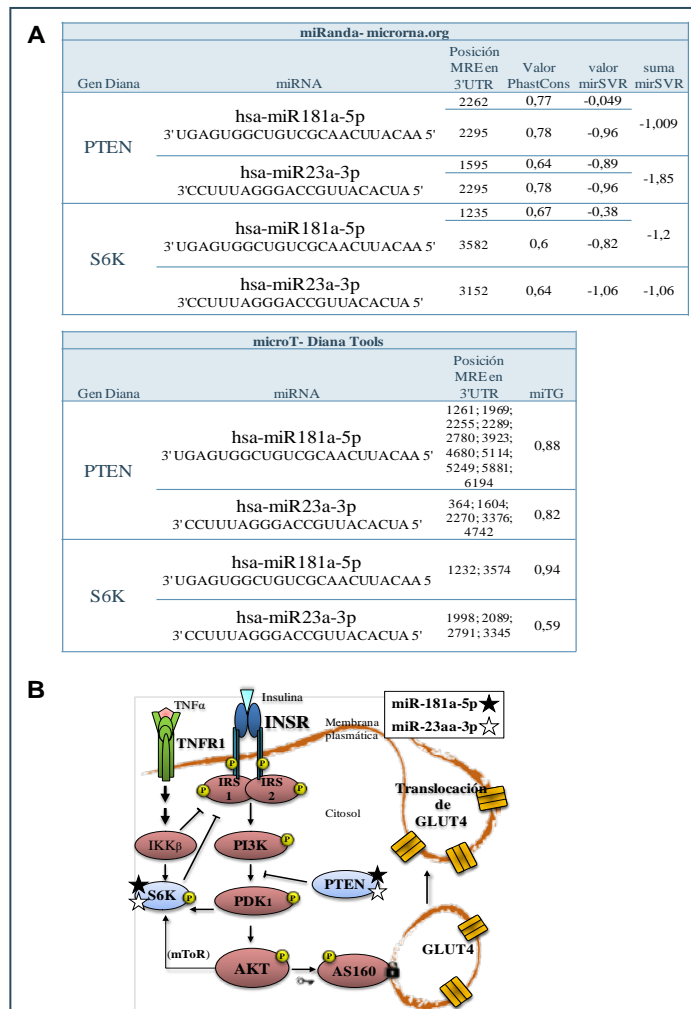 A
miRanda- microrna.org
Gen Diana
miRNA
Posición
MRE en
3'UTR
Valor
PhastCons
valor
mirSVR
suma
mirSVR
PTEN
hsa-miR181a-5p
3'UGAGUGGCUGUCGCAACUUACAA 5'
2262 0,77 -0,049
2295 0,78 -0,96
-1,009
hsa-miR23a-3p
3'CCUUUAGGGACCGUUACACUA 5'
1595 0,64 -0,89
2295 0,78 -0,96
-1,85
S6K
hsa-miR181a-5p
3'UGAGUGGCUGUCGCAACUUACAA 5'
1235 0,67 -0,38
3582 0,6 -0,82
-1,2
hsa-miR23a-3p
3'CCUUUAGGGACCGUUACACUA 5'
3152 0,64 -1,06 -1,06
microT- Diana Tools
Gen Diana
miRNA
Posición
MRE en
3'UTR
miTG
PTEN
hsa-miR181a-5p
3'UGAGUGGCUGUCGCAACUUACAA 5'
1261; 1969;
2255; 2289;
2780; 3923;
4680; 5114;
5249; 5881;
6194
0,88
hsa-miR23a-3p
3'CCUUUAGGGACCGUUACACUA 5'
364; 1604;
2270; 3376;
4742
0,82
S6K
hsa-miR181a-5p
3'UGAGUGGCUGUCGCAACUUACAA 5
1232; 3574
0,94
hsa-miR23a-3p
3'CCUUUAGGGACCGUUACACUA 5'
1998; 2089;
2791; 3345
0,59
B
miR-181a-5p
miR-23aa-3p
TNFα
TNFR1
Insulina
INSR
Membrana
plasmática
P
P
P
P
IRS
1
IRS
2
Citosol
Translocación
de
GLUT4
IKKβ
PI3K
P
S6K
P
PDK1
P
PTEN
(mToR)
AKT
P
AS160
P
GLUT4